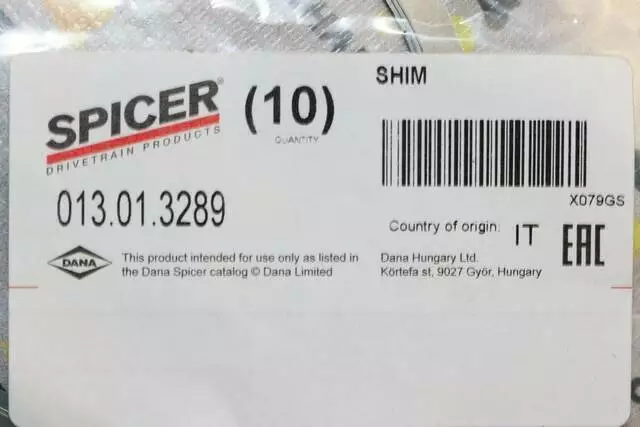 SPICER®
DRIVETRAIN PRODUCTS
(10)
QUANTITY
SHIM
X079GS
013.01.3289
Country of origin: IT
EAC
DANA
This product intended for use only as listed in
the Dana Spicer catalog © Dana Limited
Dana Hungary Ltd.
Körtefa st, 9027 Györ, Hungary